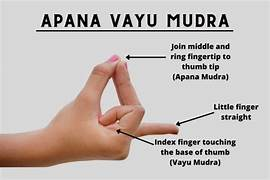 APANA VAYU MUDRA
Join middle and
ring fingertip to
thumb tip
(Apana Mudra)
Little finger
straight
Index finger touching
the base of thumb
(Vayu Mudra)